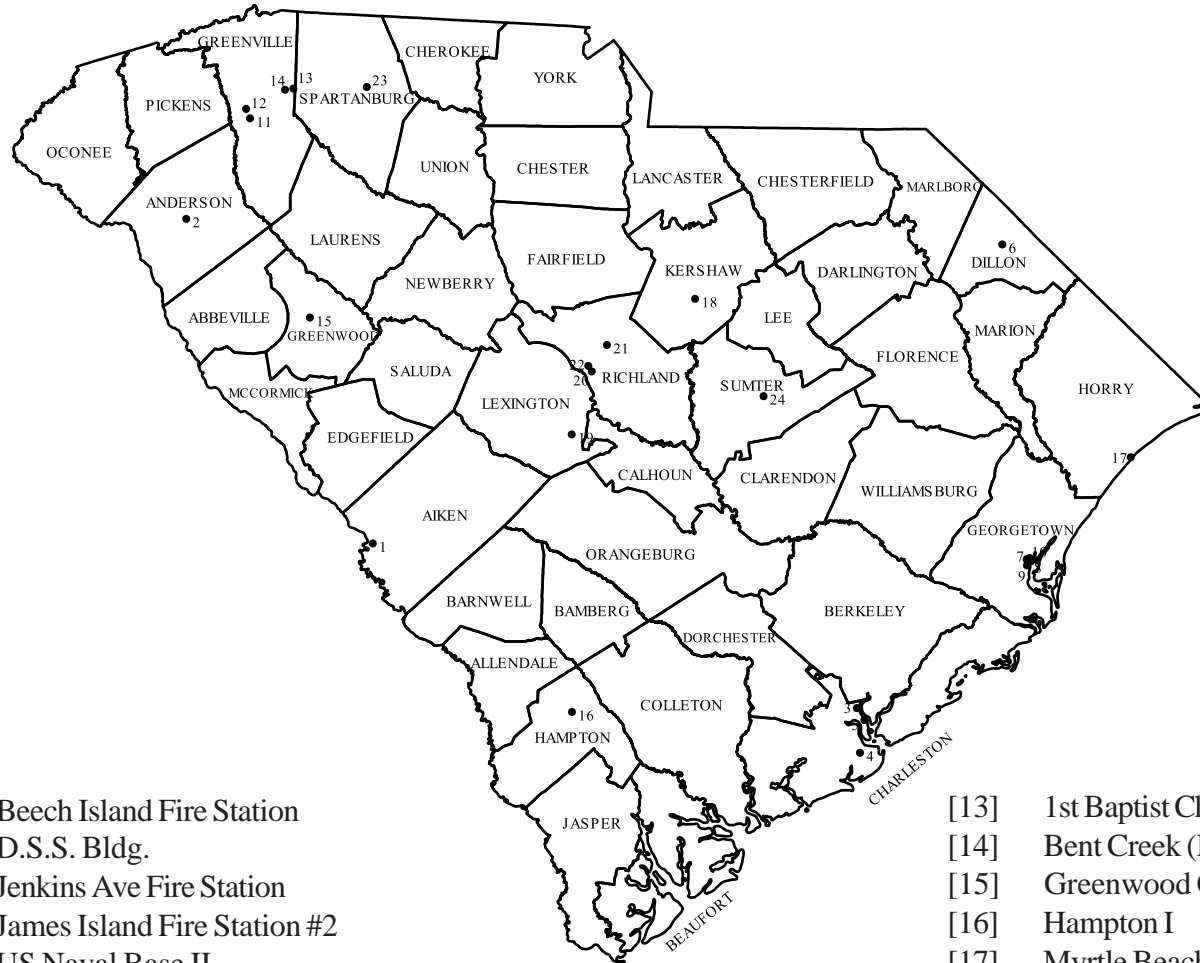 GREENVILLE
CHEROKEE
YORK
14 13
23
SPARTANBURG
PICKENS
12
11
OCONEE
UNION
CHESTER
LANCASTER
CHESTERFIELD
MARLBORO
ANDERSON
2
LAURENS
6
DILLON
FAIRFIELD
KERSHAW
DARLINGTON
NEWBERRY
18
ABBEVILLE
15
GREENWOOD
LEE
MARION
21
FLORENCE
22
20
RICHLAND
SALUDA
SUMTER
24
HORRY
MCCORMICK
LEXINGTON
19
EDGEFIELD
17
CALHOUN
CLARENDON
WILLIAMSBURG
AIKEN
GEORGETOWN
1
ORANGEBURG
7
9
BARNWELL
BAMBERG
BERKELEY
DORCHESTER
ALLENDALE
COLLETON
3
16
HAMPTON
4
CHARLESTON
JASPER
BEAUFORT
Beech Island Fire Station
D.S.S. Bldg.
Jenkins Ave Fire Station
James Island Fire Station #2
US Naval Base II
[13] 1st Baptist
[14] Bent Creek
[15] Greenwood
[16] Hampton I
[17] Myrtle Beach